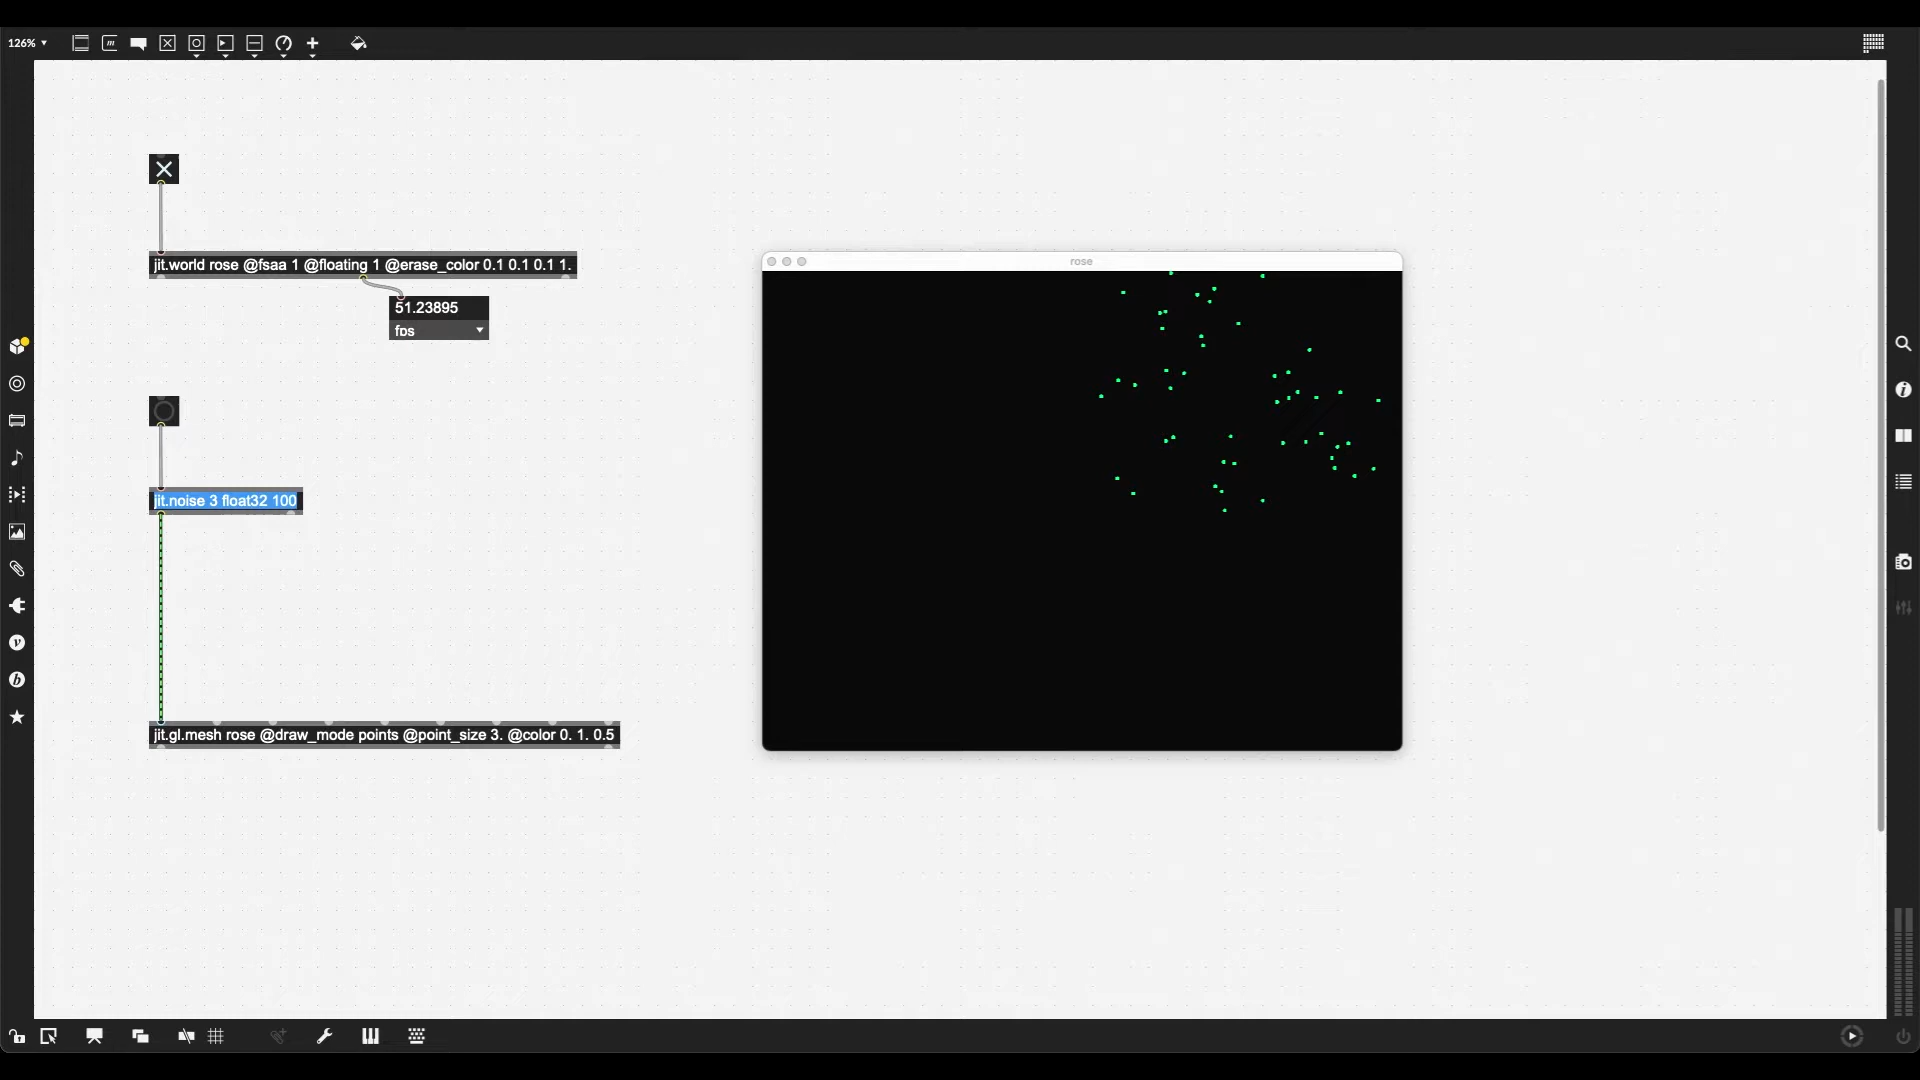 126%
jit.world rose @fsaa 1 @floating 1 @erase_color 0.1 0.1 0.1 1.
rose
51.23895
fps
jit.noise 3 float32 100
jit.gl.mesh rose @draw_mode points @point_size 3. @color 0. 1. 0.5